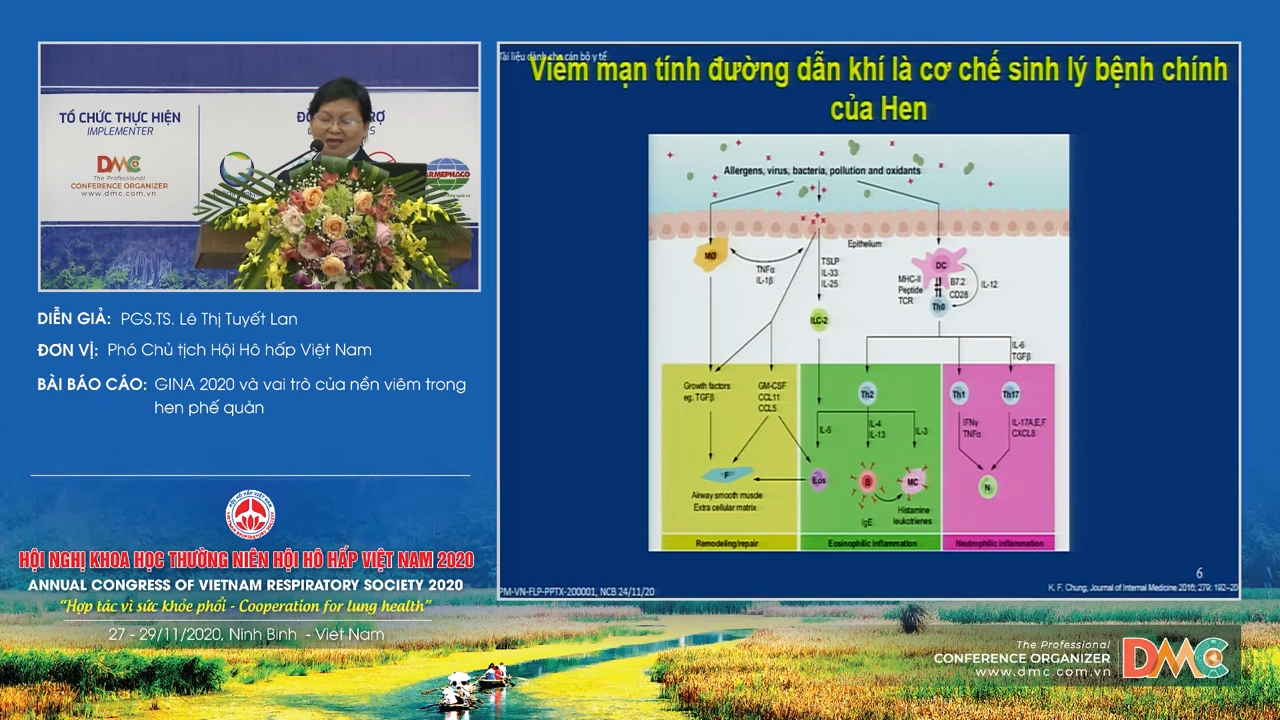 TỔ CHỨC THỰC HIỆN
IMPLEMENTER
DMC
The Professional
CONFERENCE ORGANIZER
www.dmc.com.vn
ARMEPHACO
DIỄN GIẢ: PGS.TS. Lê Thị Tuyết Lan
ĐƠN VỊ: Phó Chủ tịch Hội Hô hấp Việt Nam
BÀI BÁO CÁO: GINA 2020 và vai trò của nền viêm trong
hen phế quản
HỘI NGHỊ KHOA HỌC THƯỜNG NIÊN HỘI HÔ HẤP VIỆT NAM 2020
ANNUAL CONGRESS OF VIETNAM RESPIRATORY SOCIETY 2020
“Hợp tác vì sức khỏe phổi - Cooperation for lung health”
27 - 29/11/2020, Ninh Bình - Việt Nam
Tài liệu dành cho cán bộ y tế
Viêm mạn tính đường dẫn khí là cơ chế sinh lý bệnh chính
của Hen
Allergens, virus, bacteria, pollution and oxidants
Epithelium
MØ
TNFα
IL-1β
TSLP
IL-33
IL-25
ILC-2
DC
MHC-II
Peptide
TCR
B7.2
CD28
IL-12
Th0
IL-6
TGFβ
Growth factors
eg, TGFβ
GM-CSF
CCL11
CCL5
Th2
Th1
Th17
IL-5
IL-4
IL-13
IL-3
IFNγ
TNFα
IL-17A,E,F
CXCL8
F
Eos
B
MC
N
Airway smooth muscle
Extra cellular matrix
IgE
Histamine
leukotrienes
Remodeling/repair
Eosinophilic inflammation
Neutrophilic inflammation
6
PM-VN-FLP-PPTX-200001, NCB 24/11/20
K. F. Chung, Journal of Internal Medicine 2016; 279: 192–20
The Professional
CONFERENCE ORGANIZER
www.dmc.com.vn
DMC